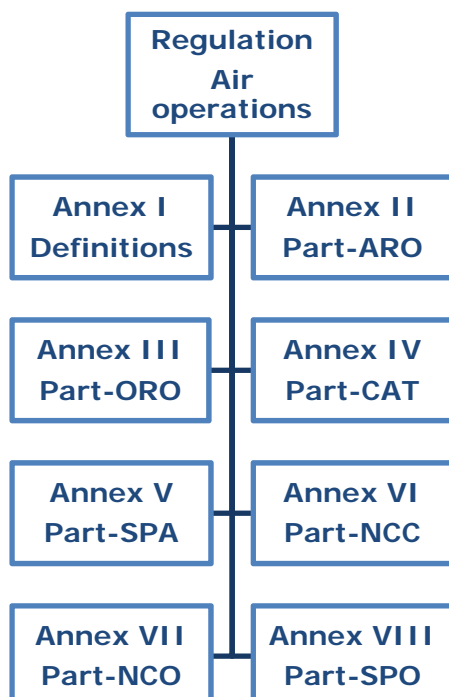 Regulation
Air
operations
Annex I
Definitions
Annex II
Part-ARO
Annex III
Part-ORO
Annex IV
Part-CAT
Annex V
Part-SPA
Annex VI
Part-NCC
Annex VII
Part-NCO
Annex VIII
Part-SPO